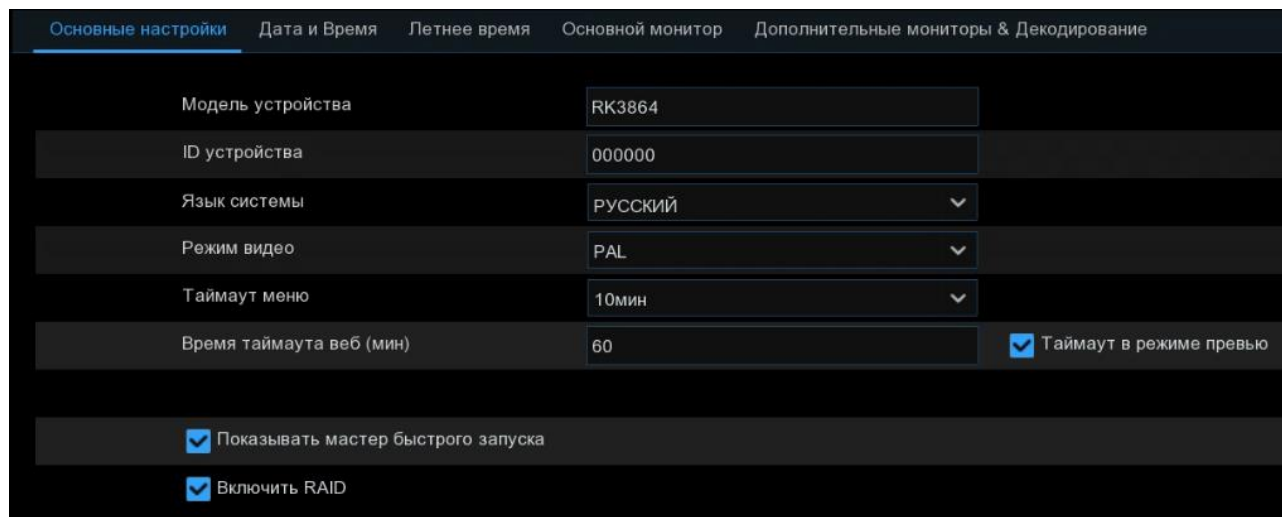 Основные настройки Дата и Время Летнее время Основной монитор Дополнительные мониторы & Декодирование
Модель устройства RK3864
ID устройства 000000
Язык системы РУССКИЙ
Режим видео PAL
Таймаут меню 10мин
Время таймаута веб (мин) 60 Таймаут в режиме превью
Показывать мастер быстрого запуска
Включить RAID